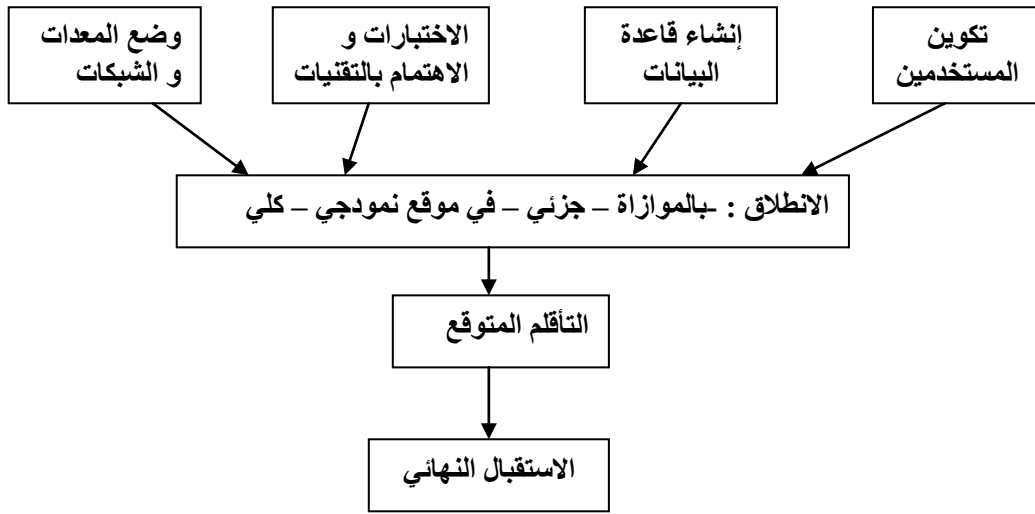 تكوين
المستخدمين
إنشاء قاعدة
البيانات
الاختبارات و
الاهتمام بالتقنيات
وضع المعدات
و الشبكات
الانطلاق : -بالموازاة – جزئي – في موقع نمودجي – كلي
التأقلم المتوقع
الاستقبال النهائي